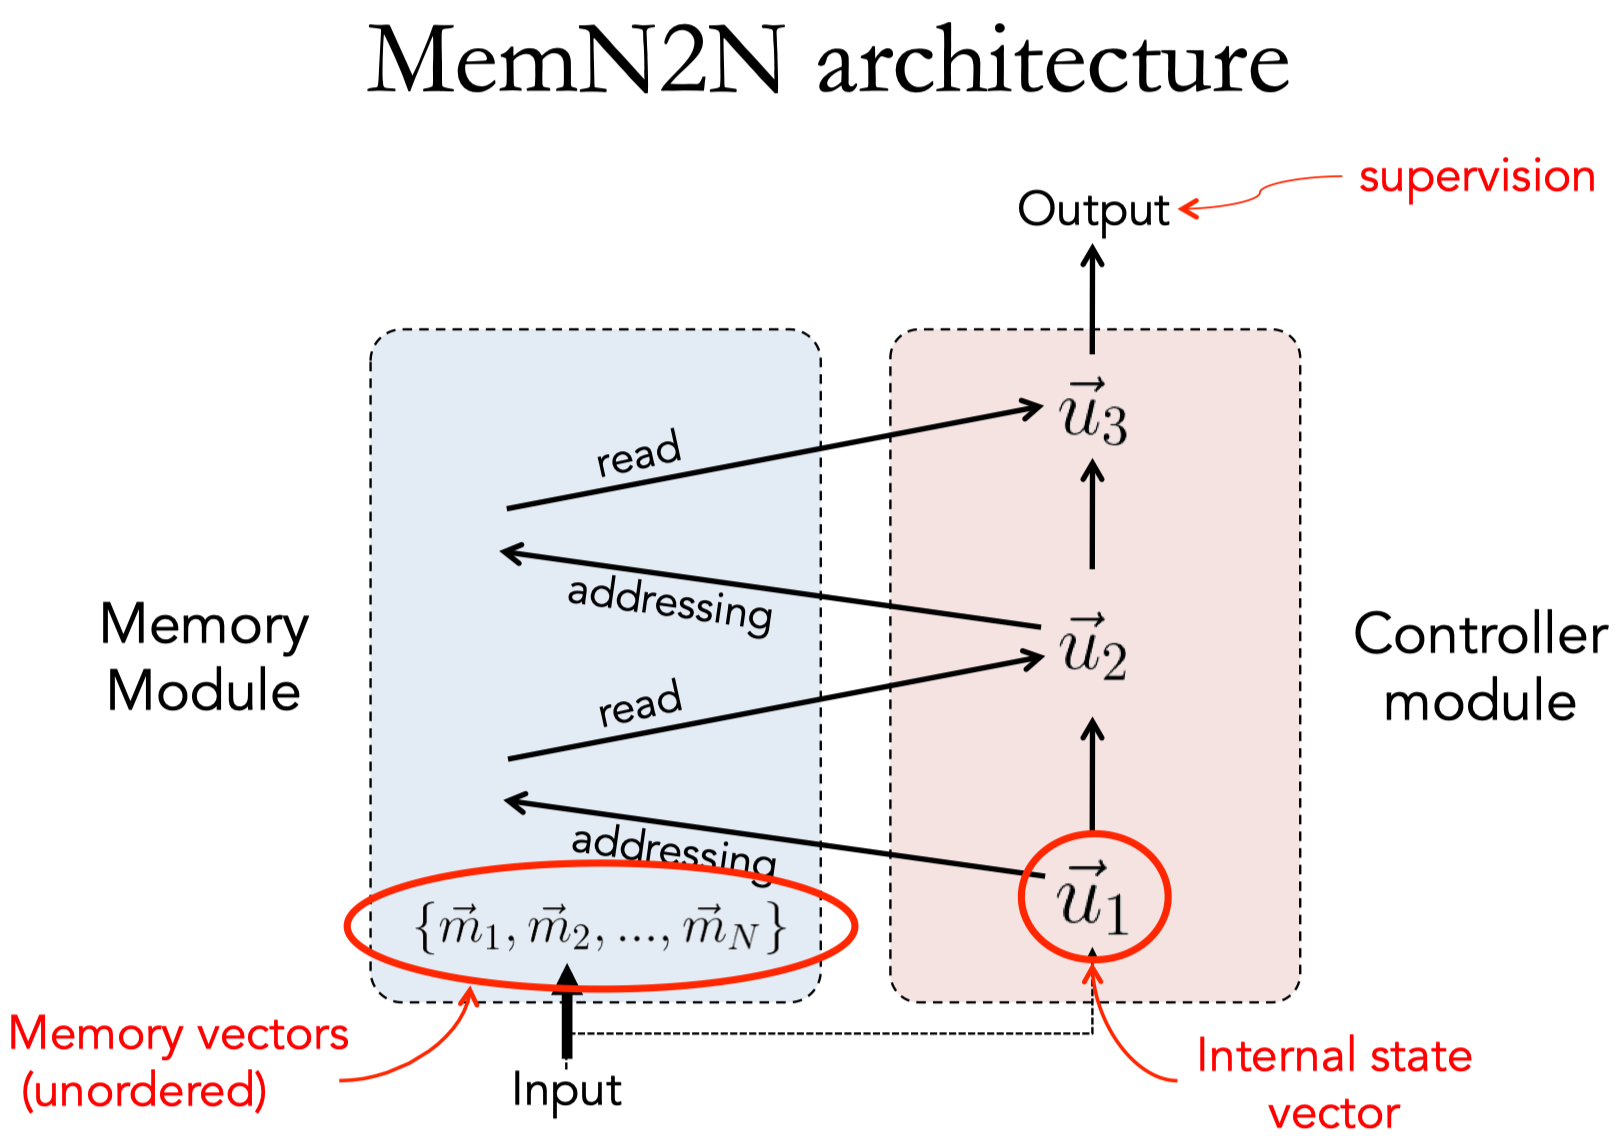 MemN2N architecture
supervision
Output
$\vec{u}_3$
read
addressing
Memory
Module
$\vec{u}_2$
Controller
module
read
addressing
$\{\vec{m}_1, \vec{m}_2, ..., \vec{m}_N\}$
$\vec{u}_1$
Memory vectors
(unordered)
Input
Internal state
vector